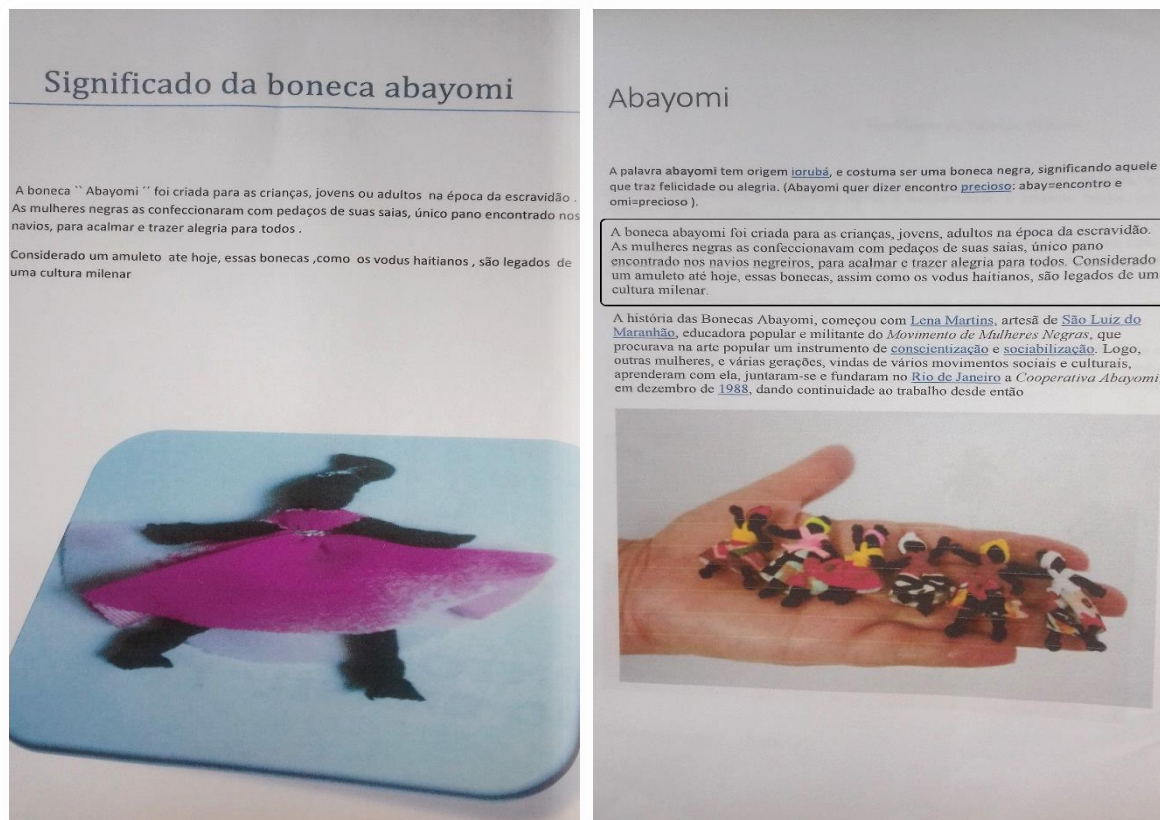 Significado da boneca abayomi
A boneca `` Abayomi ´´ foi criada para as crianças, jovens ou adultos na época da escravidão .
As mulheres negras as confeccionaram com pedaços de suas saias, único pano encontrado nos
navios, para acalmar e trazer alegria para todos .
Considerado um amuleto ate hoje, essas bonecas ,como os vodus haitianos , são legados de
uma cultura milenar
Abayomi
A palavra abayomi tem origem iorubá, e costuma ser uma boneca negra, significando aquele
que traz felicidade ou alegria. (Abayomi quer dizer encontro precioso: abay=encontro e
omi=precioso ).
A boneca abayomi foi criada para as crianças, jovens, adultos na época da escravidão.
As mulheres negras as confeccionavam com pedaços de suas saias, único pano
encontrado nos navios negreiros, para acalmar e trazer alegria para todos. Considerado
um amuleto até hoje, essas bonecas, assim como os vodus haitianos, são legados de um
cultura milenar.
A história das Bonecas Abayomi, começou com Lena Martins, artesã de São Luiz do
Maranhão, educadora popular e militante do Movimento de Mulheres Negras, que
procurava na arte popular um instrumento de conscientização e sociabilização. Logo,
outras mulheres, e várias gerações, vindas de vários movimentos sociais e culturais,
aprenderam com ela, juntaram-se e fundaram no Rio de Janeiro a Cooperativa Abayomi
em dezembro de 1988, dando continuidade ao trabalho desde então